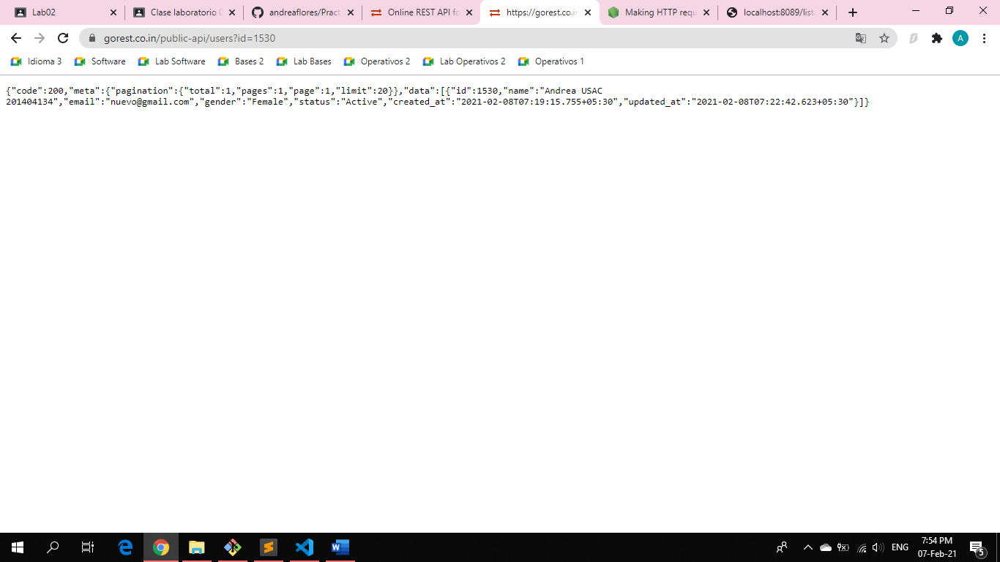 Lab02
Clase laboratorio
andreaflores/Pract
Online REST API fo
https://gorest.co.in
Making HTTP requ
localhost:8089/lista
gorest.co.in/public-api/users?id=1530
A
Idioma 3
Software
Lab Software
Bases 2
Lab Bases
Operativos 2
Lab Operativos 2
Operativos 1
{"code":200,"meta":{"pagination":{"total":1,"pages":1,"page":1,"limit":20}},"data":[{"id":1530,"name":"Andrea USAC
201404134","email":"nuevo@gmail.com","gender":"Female","status":"Active","created_at":"2021-02-08T07:19:15.755+05:30","updated_at":"2021-02-08T07:22:42.623+05:30"}]}
ENG
7:54 PM
07-Feb-21
5